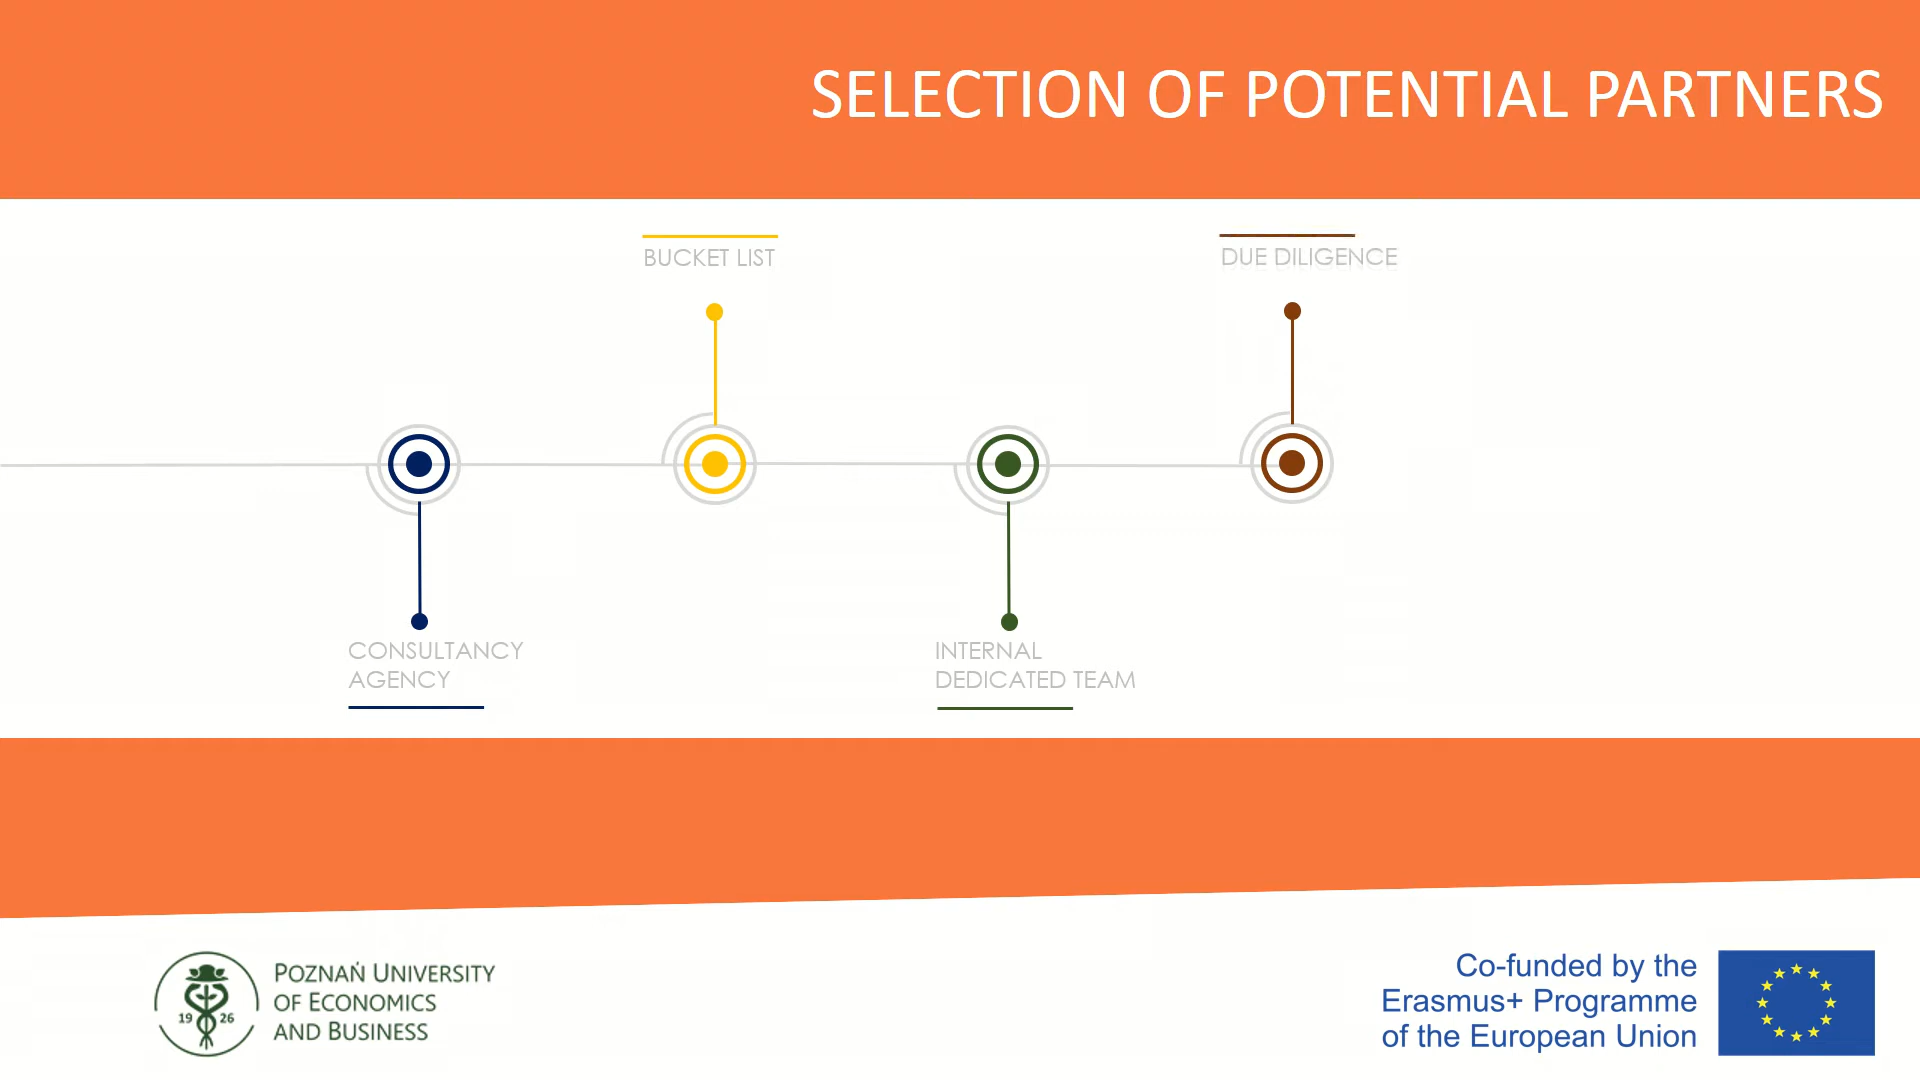 SELECTION OF POTENTIAL PARTNERS
BUCKET LIST
DUE DILIGENCE
CONSULTANCY
AGENCY
INTERNAL
DEDICATED TEAM
19 26
POZNAŃ UNIVERSITY
OF ECONOMICS
AND BUSINESS
Co-funded by the
Erasmus+ Programme
of the European Union